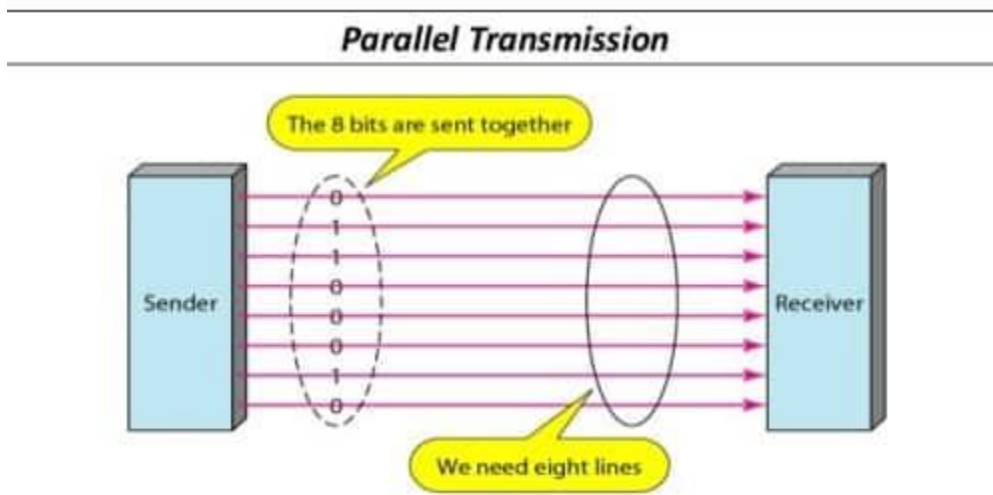 Parallel Transmission
The 8 bits are sent together
0
1
1
0
0
0
1
0
Sender
Receiver
We need eight lines